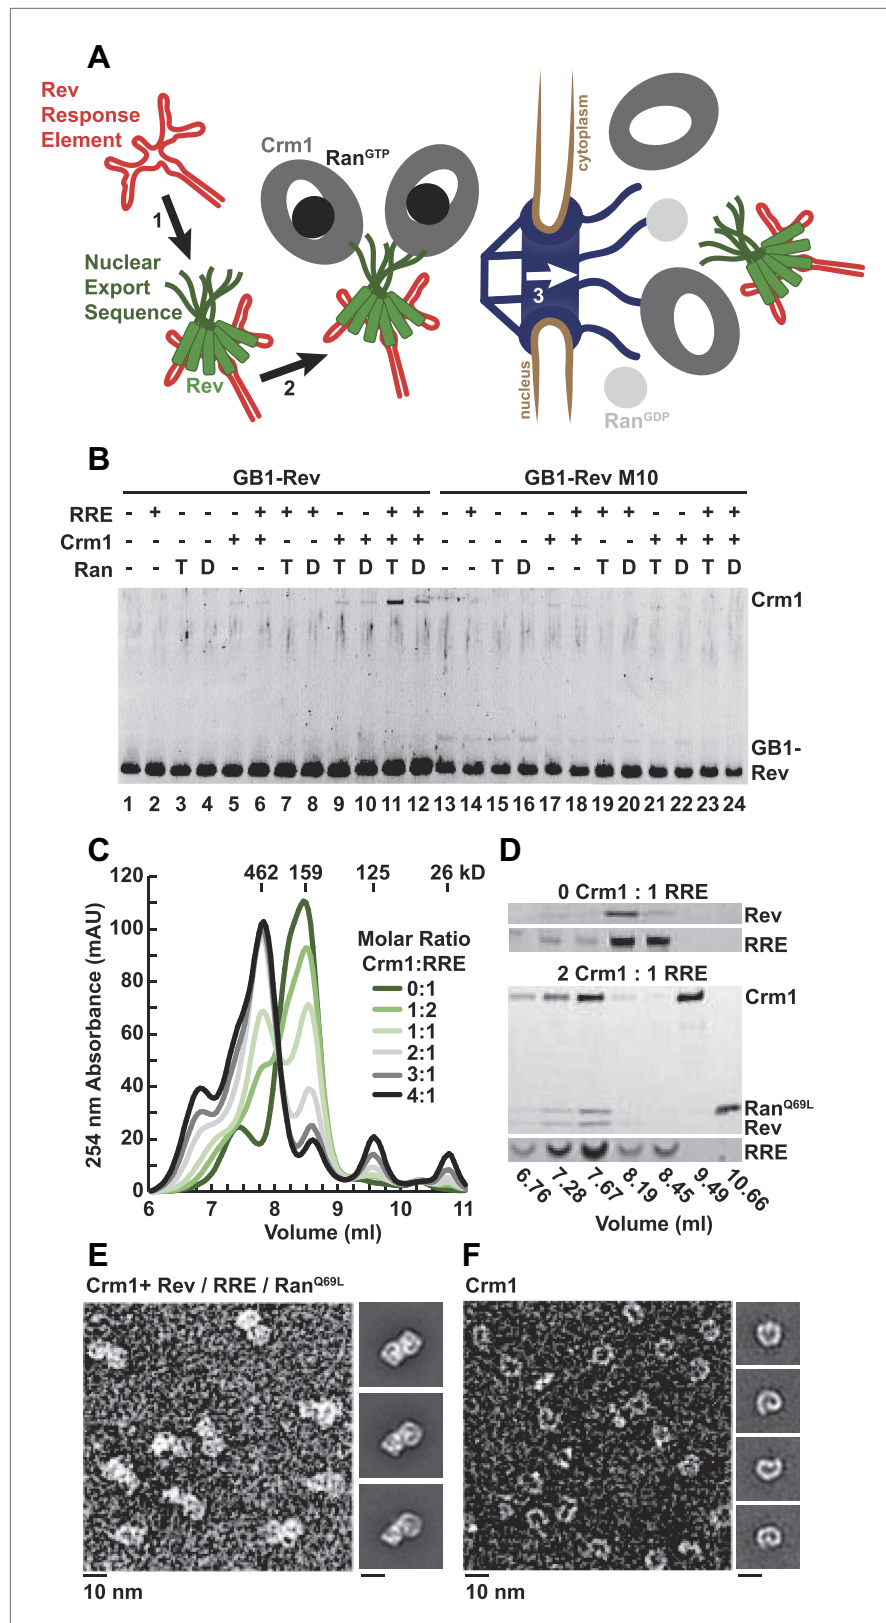 A
Rev
Response
Element
Crm1
Ran^GTP
cytoplasm
1
Nuclear
Export
Sequence
Rev
2
3
nucleus
Ran^GDP
B
GB1-Rev
GB1-Rev M10
RRE - + - - - + + + - - + + - + - - - + + + - - + +
Crm1 - - - - + + - - + + + + - - - - + + - - + + + +
Ran - - T D - - T D T D T D - - T D - - T D T D T D
Crm1
GB1-
Rev
1 2 3 4 5 6 7 8 9 10 11 12 13 14 15 16 17 18 19 20 21 22 23 24
C
462 159 125 26 kD
254 nm Absorbance (mAU)
120
100
80
60
40
20
0
6 7 8 9 10 11
Volume (ml)
Molar Ratio
Crm1:RRE
0:1
1:2
1:1
2:1
3:1
4:1
D
0 Crm1 : 1 RRE
Rev
RRE
2 Crm1 : 1 RRE
Crm1
Ran^Q69L
Rev
RRE
6.76 7.28 7.67 8.19 8.45 9.49 10.66
Volume (ml)
E
Crm1+ Rev / RRE / Ran^Q69L
10 nm
F
Crm1
10 nm